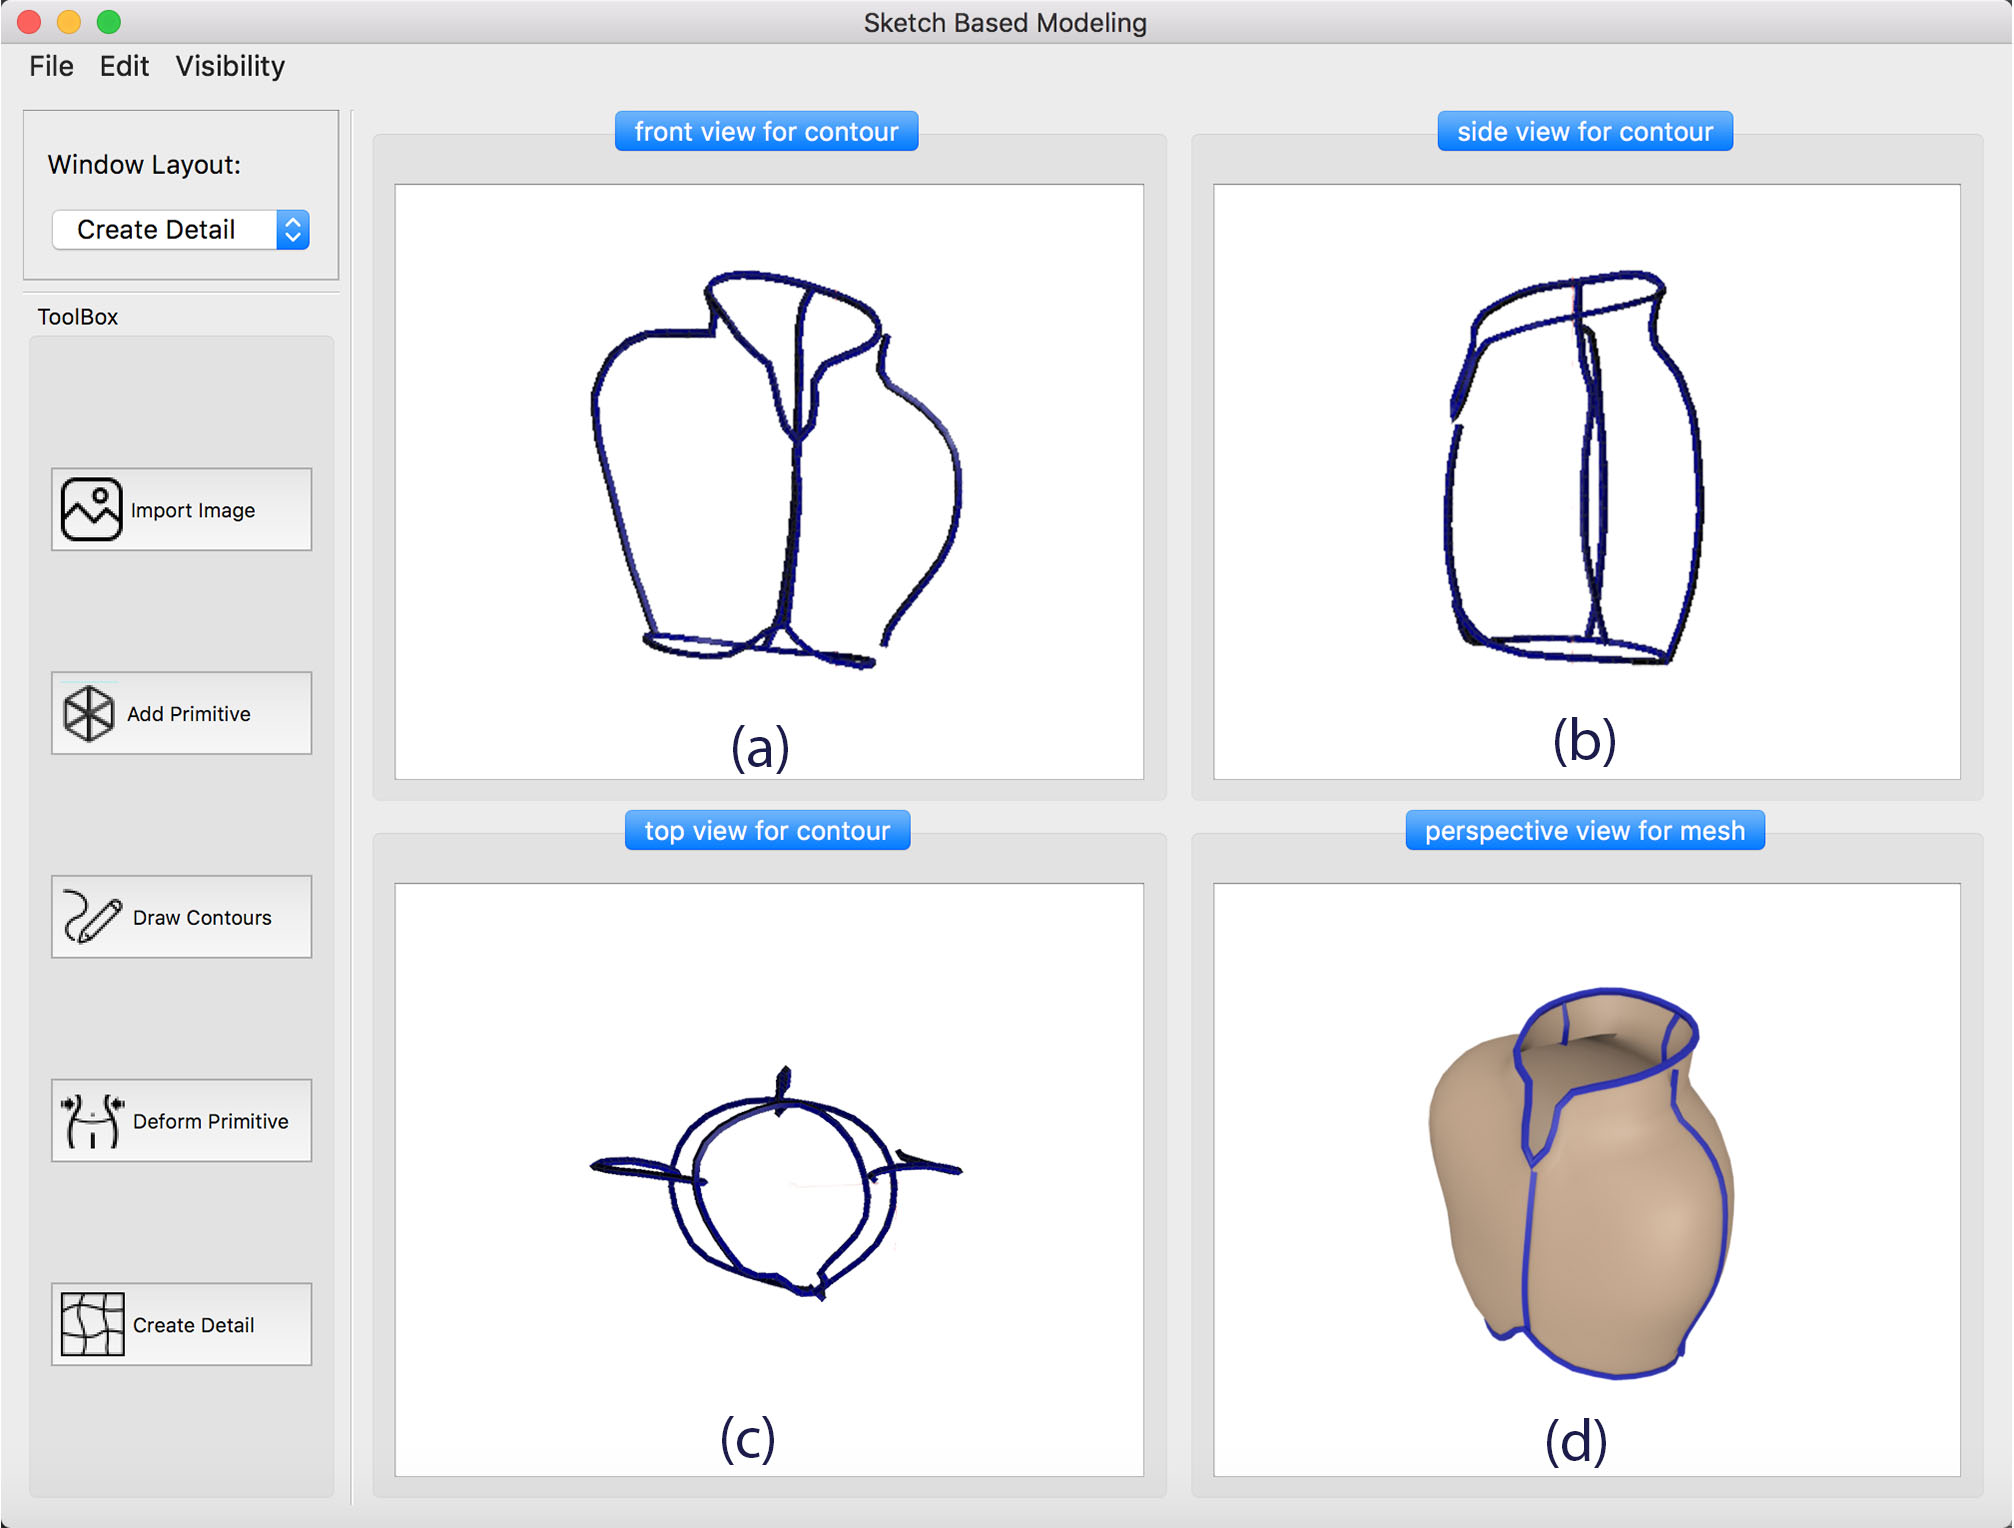 Sketch Based Modeling
File Edit Visibility
Window Layout:
Create Detail
ToolBox
Import Image
Add Primitive
Draw Contours
Deform Primitive
Create Detail
front view for contour
(a)
side view for contour
(b)
top view for contour
(c)
perspective view for mesh
(d)